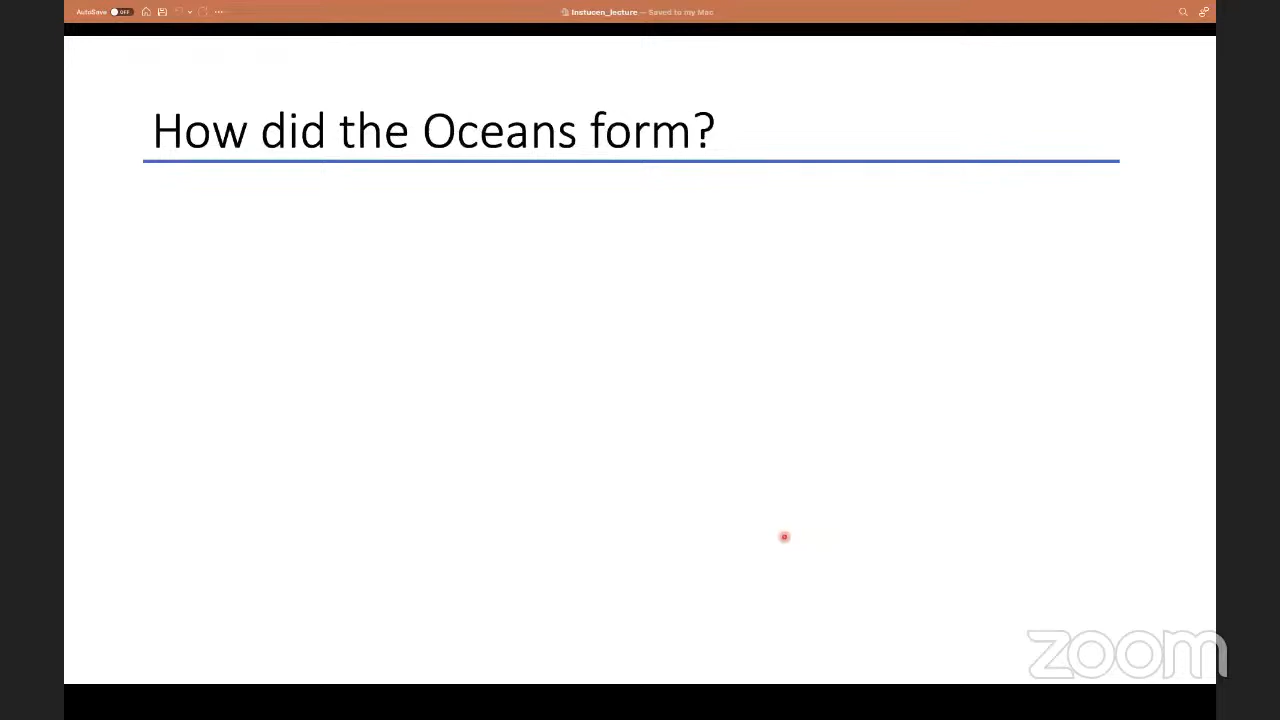 AutoSave OFF
Instucen_lecture — Saved to my Mac
How did the Oceans form?
zoom